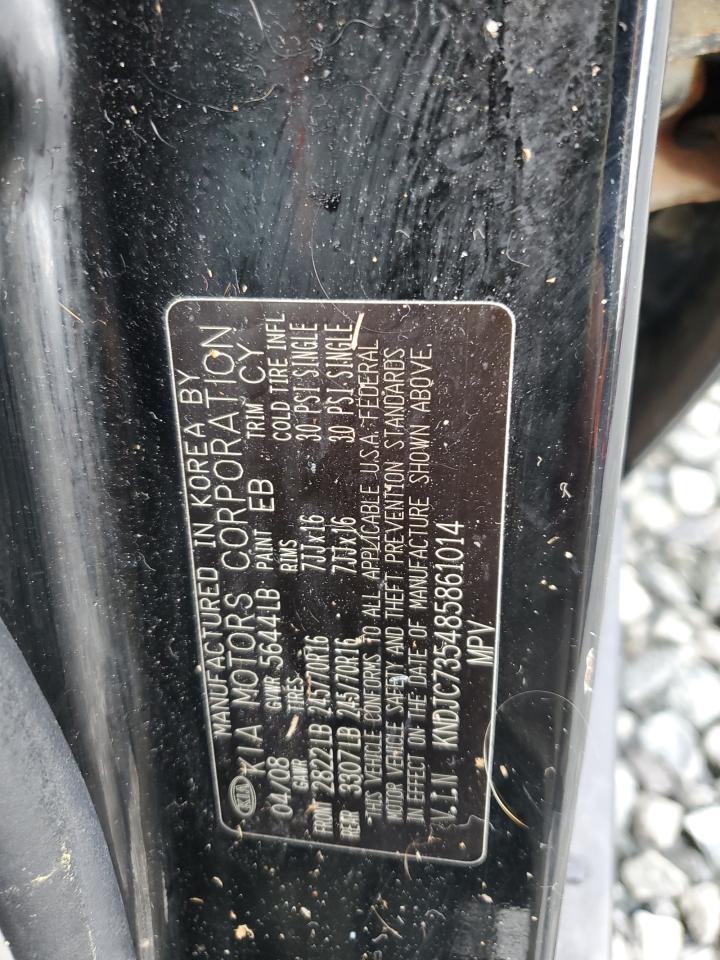 MANUFACTURED IN KOREA BY
KIA KIA MOTORS CORPORATION
04/08 GVWR 5644LB PAINT EB TRIM CY
GAWR TIRES RIMS COLD TIRE INFL
FRONT 2822LB 245/70R16 7JJx16 30 PSI SINGLE
REAR 3307LB 245/70R16 7JJx16 30 PSI SINGLE
THIS VEHICLE CONFORMS TO ALL APPLICABLE U.S.A. FEDERAL
MOTOR VEHICLE SAFETY AND THEFT PREVENTION STANDARDS
IN EFFECT ON THE DATE OF MANUFACTURE SHOWN ABOVE.
V.I.N KNDJC735485861014
MPV